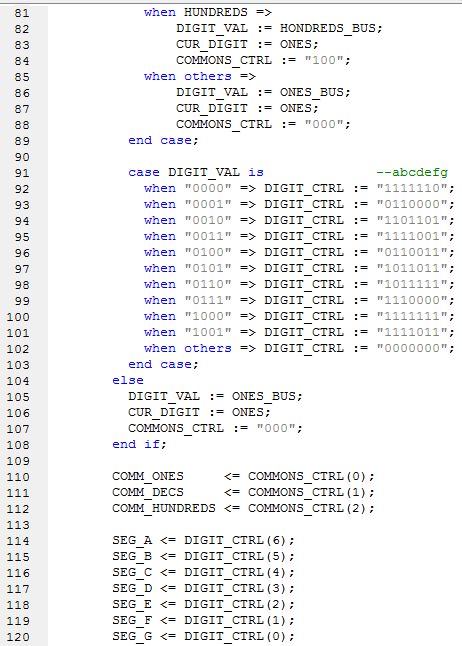 81 when HUNDREDS =>
82 DIGIT_VAL := HONDREDS_BUS;
83 CUR_DIGIT := ONES;
84 COMMONS_CTRL := "100";
85 when others =>
86 DIGIT_VAL := ONES_BUS;
87 CUR_DIGIT := ONES;
88 COMMONS_CTRL := "000";
89 end case;
90
91 case DIGIT_VAL is --abcdefg
92 when "0000" => DIGIT_CTRL := "1111110";
93 when "0001" => DIGIT_CTRL := "0110000";
94 when "0010" => DIGIT_CTRL := "1101101";
95 when "0011" => DIGIT_CTRL := "1111001";
96 when "0100" => DIGIT_CTRL := "0110011";
97 when "0101" => DIGIT_CTRL := "1011011";
98 when "0110" => DIGIT_CTRL := "1011111";
99 when "0111" => DIGIT_CTRL := "1110000";
100 when "1000" => DIGIT_CTRL := "1111111";
101 when "1001" => DIGIT_CTRL := "1111011";
102 when others => DIGIT_CTRL := "0000000";
103 end case;
104 else
105 DIGIT_VAL := ONES_BUS;
106 CUR_DIGIT := ONES;
107 COMMONS_CTRL := "000";
108 end if;
109
110 COMM_ONES <= COMMONS_CTRL(0);
111 COMM_DECS <= COMMONS_CTRL(1);
112 COMM_HUNDREDS <= COMMONS_CTRL(2);
113
114 SEG_A <= DIGIT_CTRL(6);
115 SEG_B <= DIGIT_CTRL(5);
116 SEG_C <= DIGIT_CTRL(4);
117 SEG_D <= DIGIT_CTRL(3);
118 SEG_E <= DIGIT_CTRL(2);
119 SEG_F <= DIGIT_CTRL(1);
120 SEG_G <= DIGIT_CTRL(0);